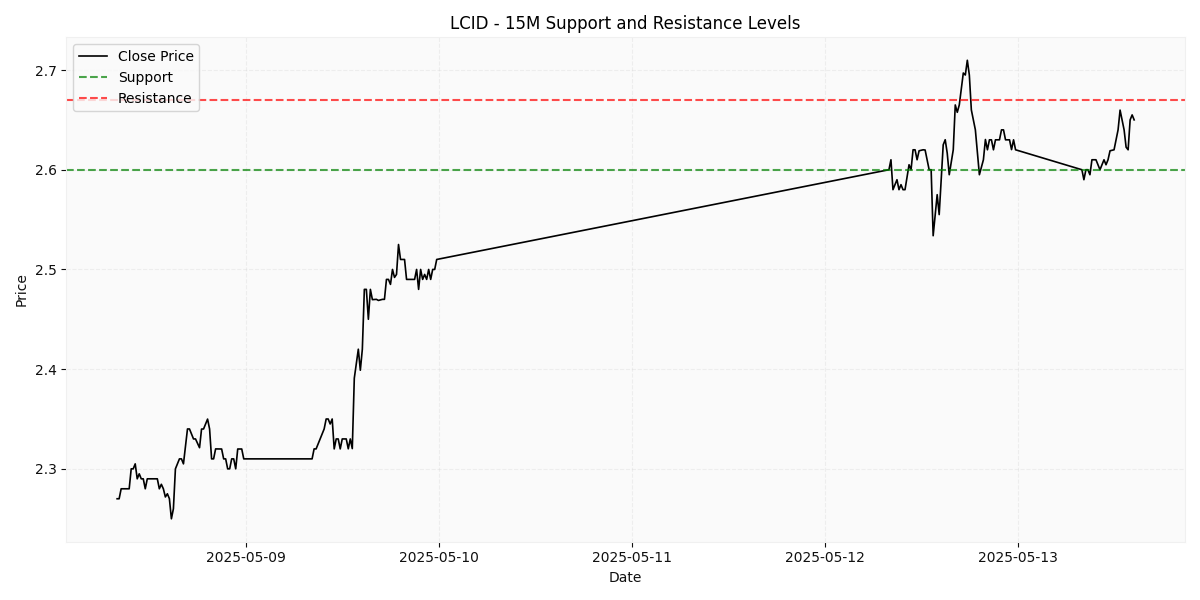 LCID - 15M Support and Resistance Levels
Close Price
Support
Resistance
Price
2.7
2.6
2.5
2.4
2.3
2025-05-09
2025-05-10
2025-05-11
2025-05-12
2025-05-13
Date